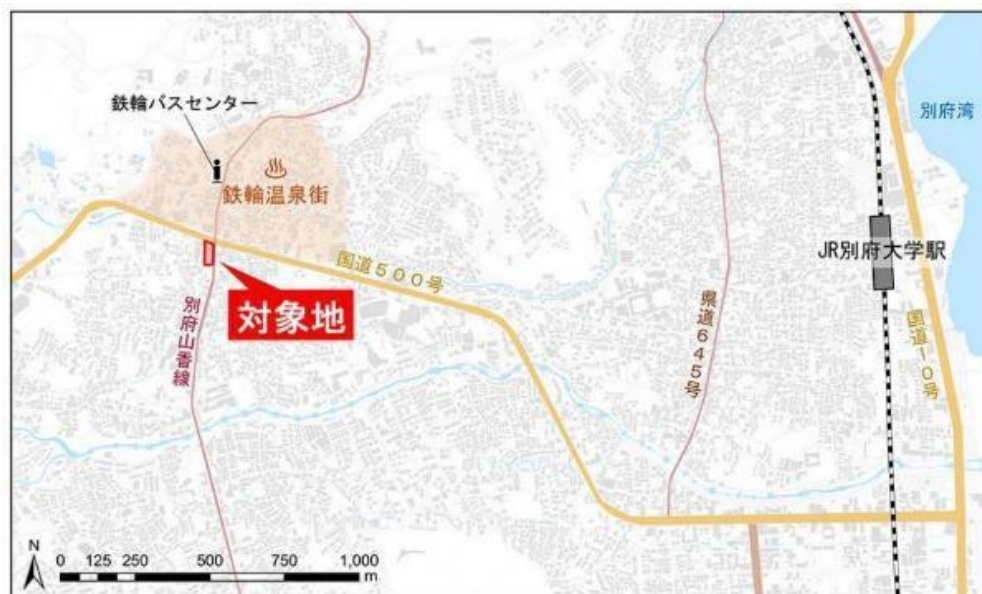 鉄輪バスセンター
別府湾
鉄輪温泉街
JR別府大学駅
国道500号
対象地
別府山香線
県道645号
国道10号
N
0 125 250 500 750 1,000
m